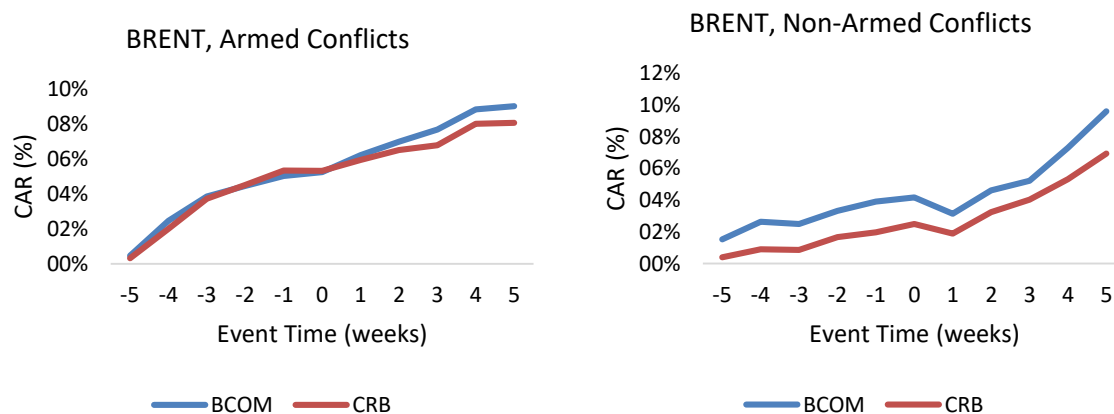 BRENT, Armed Conflicts
10%
08%
06%
04%
02%
00%
CAR (%)
-5 -4 -3 -2 -1 0 1 2 3 4 5
Event Time (weeks)
BCOM CRB
BRENT, Non-Armed Conflicts
12%
10%
08%
06%
04%
02%
00%
CAR (%)
-5 -4 -3 -2 -1 0 1 2 3 4 5
Event Time (weeks)
BCOM CRB